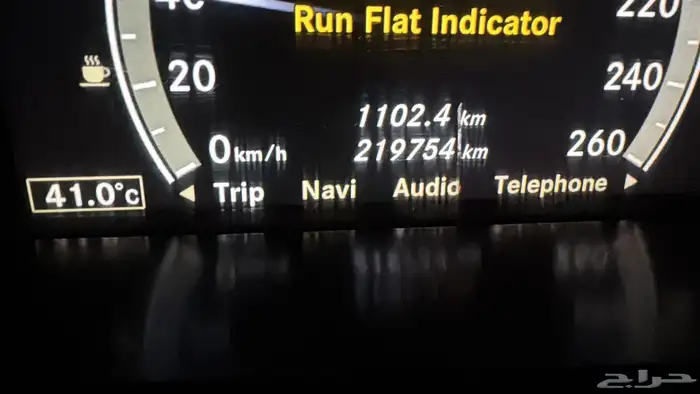 40
220
Run Flat Indicator
20
240
1102.4 km
0 km/h
219754 km
260
41.0°C
Trip Navi Audio Telephone
حراج